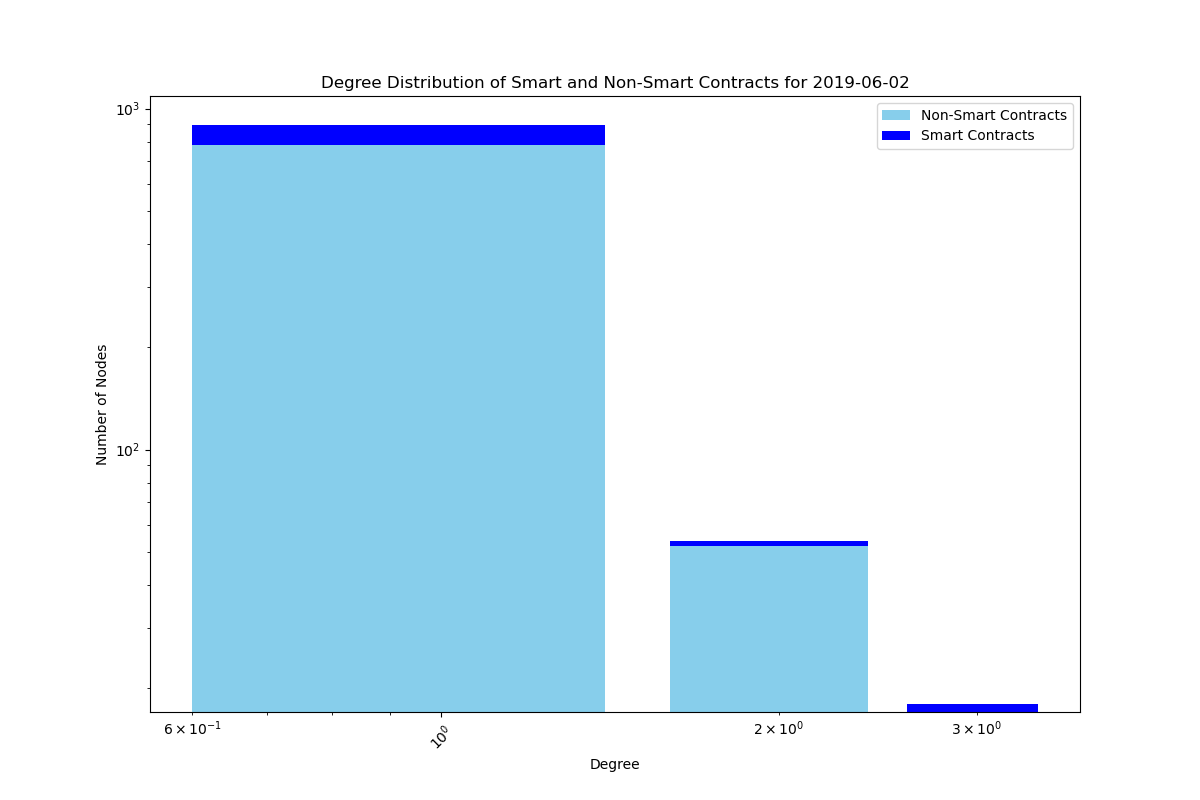 Degree Distribution of Smart and Non-Smart Contracts for 2019-06-02
Non-Smart Contracts
Smart Contracts
10³
10²
Number of Nodes
6 × 10⁻¹
10⁰
2 × 10⁰
3 × 10⁰
Degree